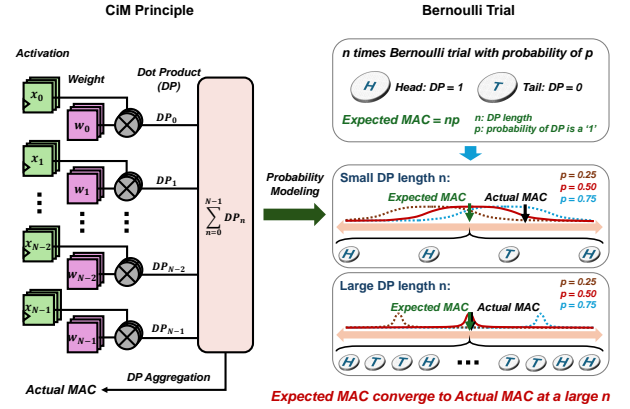 CiM Principle
Activation
Weight
Dot Product
(DP)
x0
w0
DP0
x1
w1
DP1
xN−2
wN−2
DPN−2
xN−1
wN−1
DPN−1
N−1
∑ DPn
n=0
DP Aggregation
Actual MAC
Probability
Modeling
Bernoulli Trial
n times Bernoulli trial with probability of p
H
Head: DP = 1
T
Tail: DP = 0
Expected MAC = np
n: DP length
p: probability of DP is a ‘1’
Small DP length n:
p = 0.25
p = 0.50
p = 0.75
Expected MAC
Actual MAC
H H T H
Large DP length n:
p = 0.25
p = 0.50
p = 0.75
Expected MAC
Actual MAC
H T T H ••• T T H H
Expected MAC converge to Actual MAC at a large n